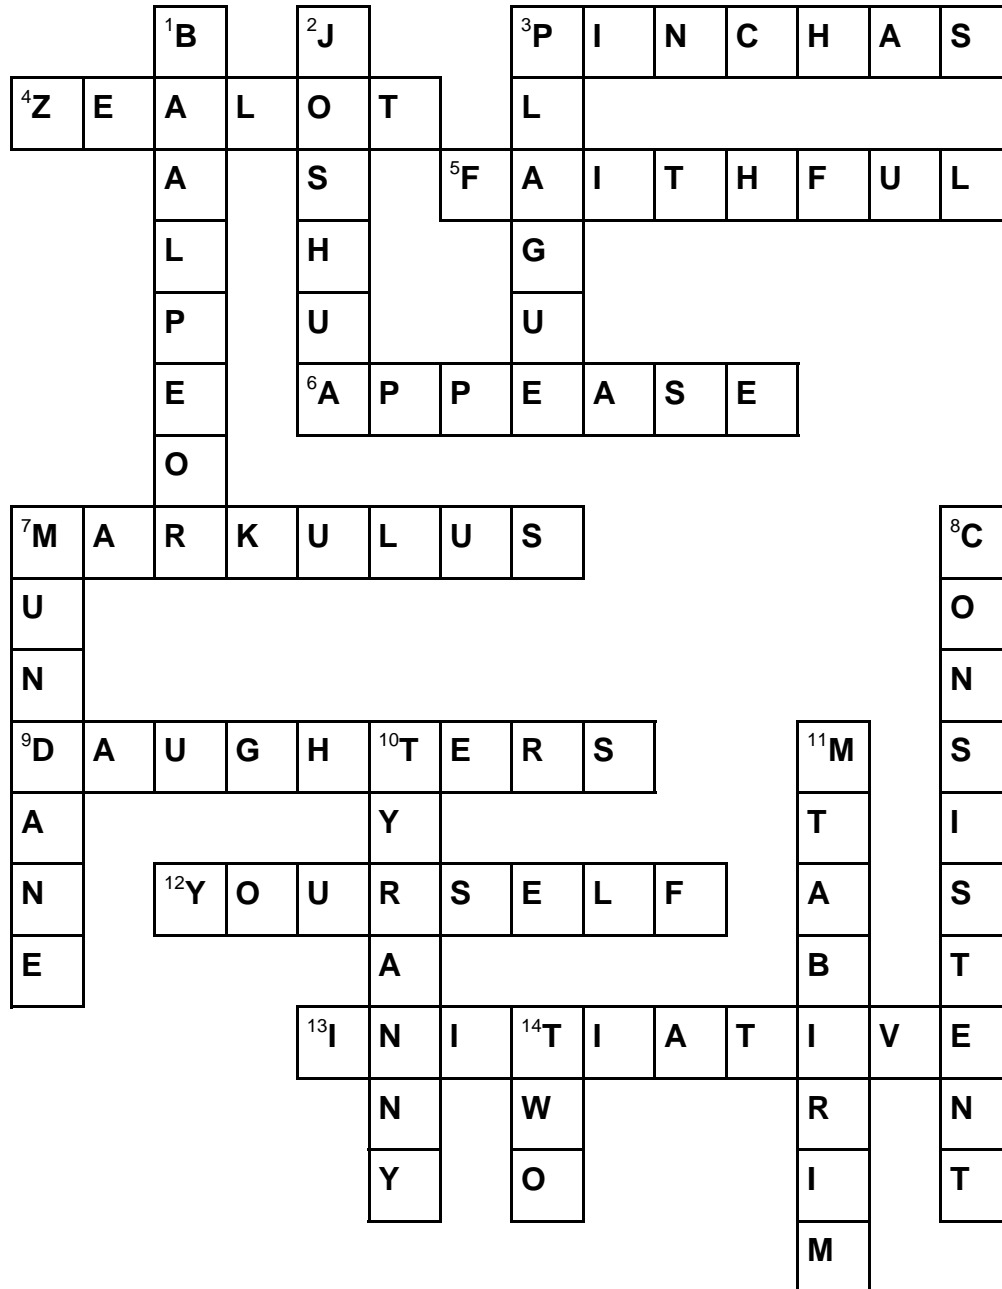 1B 2J 3P I N C H A S
4Z E A L O T L
A S 5F A I T H F U L
L H G
P U U
E 6A P P E A S E
O
7M A R K U L U S 8C
U O
N N
9D A U G H 10T E R S 11M S
A Y T I
N 12Y O U R S E L F A S
E A B T
13I N I 14T I A T I V E
N W R N
Y O I T
M